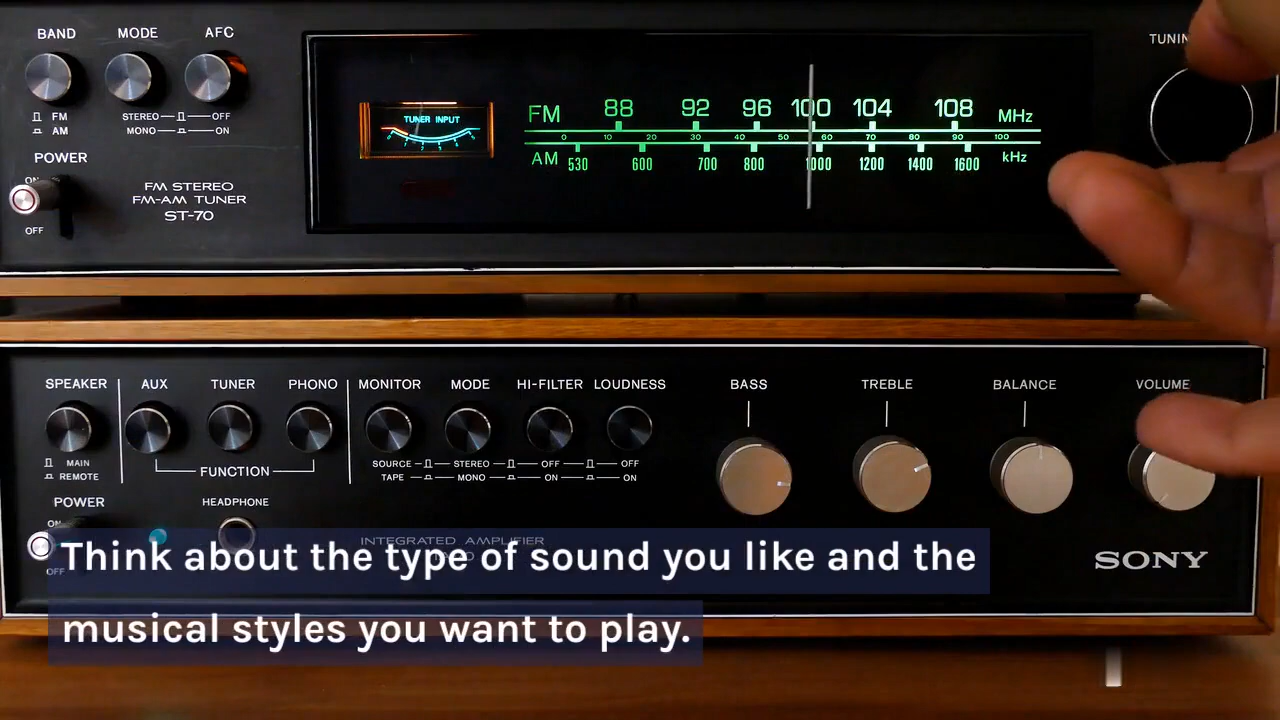 BAND MODE AFC TUNIN
FM STEREO OFF
AM MONO ON
POWER
ON
OFF
FM STEREO
FM-AM TUNER
ST-70
TUNER INPUT
FM 88 92 96 100 104 108 MHz
0 10 20 30 40 50 60 70 80 90 100
AM 530 600 700 800 1000 1200 1400 1600 kHz
SPEAKER AUX TUNER PHONO MONITOR MODE HI-FILTER LOUDNESS BASS TREBLE BALANCE VOLUME
MAIN SOURCE STEREO OFF OFF
REMOTE FUNCTION TAPE MONO ON ON
POWER HEADPHONE
ON
OFF
INTEGRATED AMPLIFIER
SONY
Think about the type of sound you like and the
musical styles you want to play.